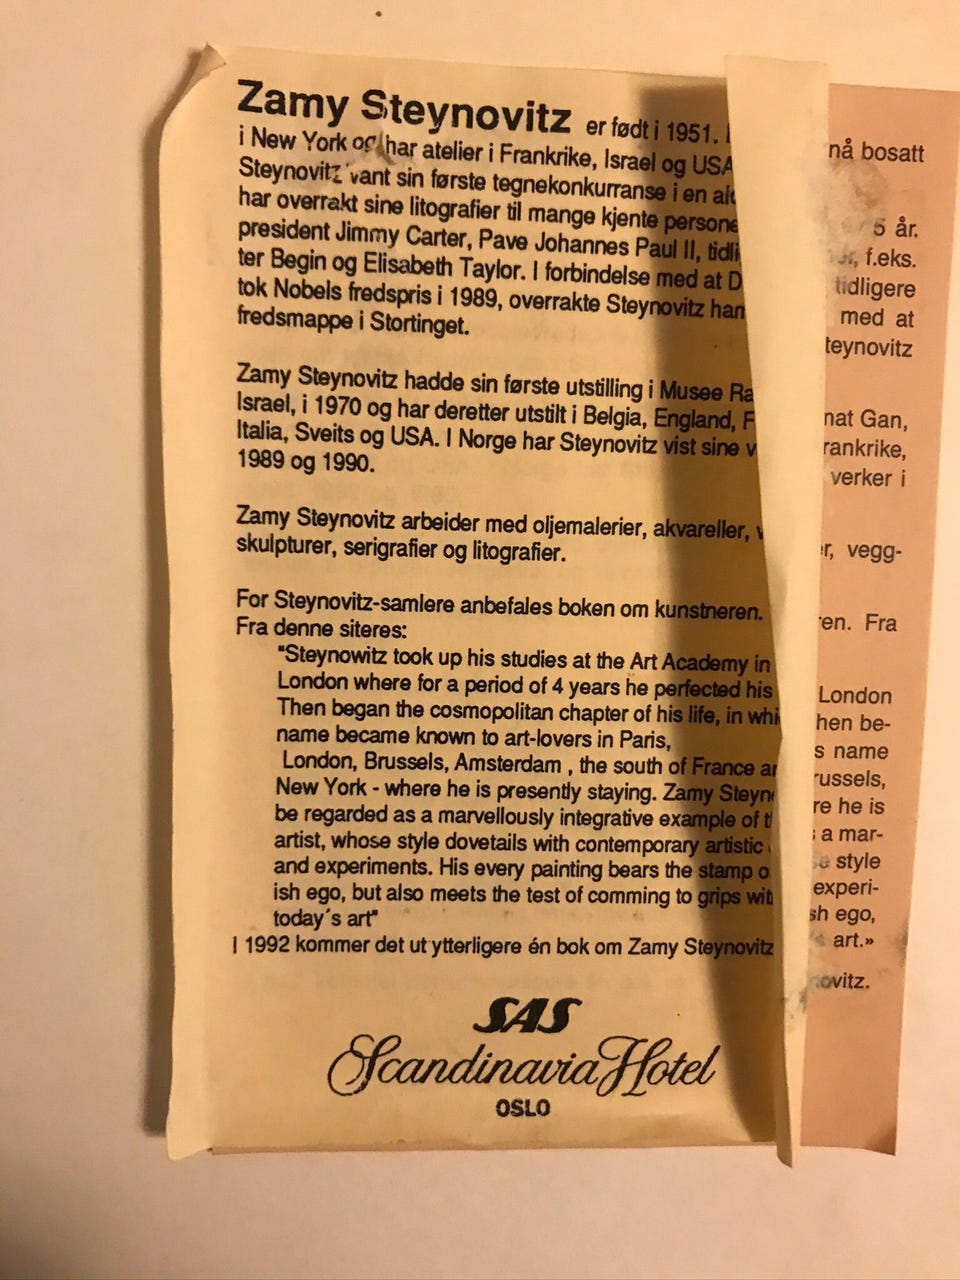 Zamy Steynovitz er født i 1951.
i New York og har atelier i Frankrike, Israel og USA
Steynovitz vant sin første tegnekonkurranse i en
har overrakt sine litografier til mange kjente persone
president Jimmy Carter, Pave Johannes Paul II, tidli
ter Begin og Elisabeth Taylor. I forbindelse med at D
tok Nobels fredspris i 1989, overrakte Steynovitz han
fredsmappe i Stortinget.
Zamy Steynovitz hadde sin første utstilling i Musee Ra
Israel, i 1970 og har deretter utstilt i Belgia, England, F
Italia, Sveits og USA. I Norge har Steynovitz vist sine v
1989 og 1990.
Zamy Steynovitz arbeider med oljemalerier, akvareller, v
skulpturer, serigrafier og litografier.
For Steynovitz-samlere anbefales boken om kunstneren.
Fra denne siteres:
"Steynowitz took up his studies at the Art Academy in
London where for a period of 4 years he perfected his
Then began the cosmopolitan chapter of his life, in whi
name became known to art-lovers in Paris,
London, Brussels, Amsterdam , the south of France an
New York - where he is presently staying. Zamy Steyn
be regarded as a marvellously integrative example of t
artist, whose style dovetails with contemporary artistic
and experiments. His every painting bears the stamp o
ish ego, but also meets the test of comming to grips wit
today´s art"
I 1992 kommer det ut ytterligere én bok om Zamy Steynovitz
SAS
Scandinavia Hotel
OSLO
nå bosatt
5 år.
f.eks.
tidligere
med at
teynovitz
nat Gan,
rankrike,
verker i
r, vegg-
ren. Fra
London
hen be-
s name
russels,
re he is
a mar-
style
experi-
sh ego,
art.»
ovitz.